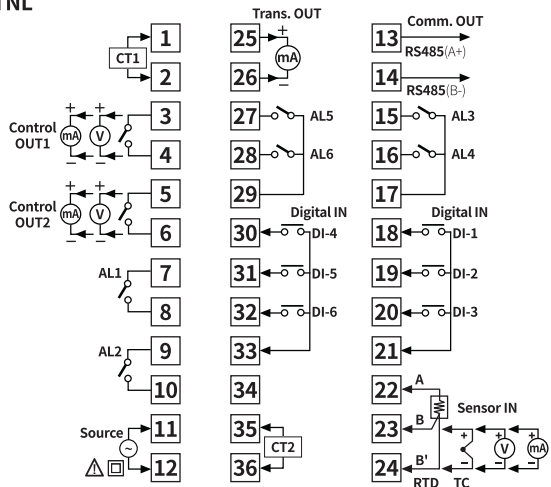 TNL
Trans. OUT
Comm. OUT
1 25 + 13
CT1 mA RS485(A+)
2 26 − 14
RS485(B-)
+ + 3 27 AL5 15 AL3
Control OUT1 mA V
− − 4 28 AL6 16 AL4
+ + 5 29 17
Control OUT2 mA V Digital IN Digital IN
− − 6 30 DI-4 18 DI-1
AL1 7 31 DI-5 19 DI-2
8 32 DI-6 20 DI-3
AL2 9 33 21
10 34 22 A
Sensor IN
Source 11 35 23 B + + +
~ CT2 V mA
12 36 24 B' − − −
RTD TC